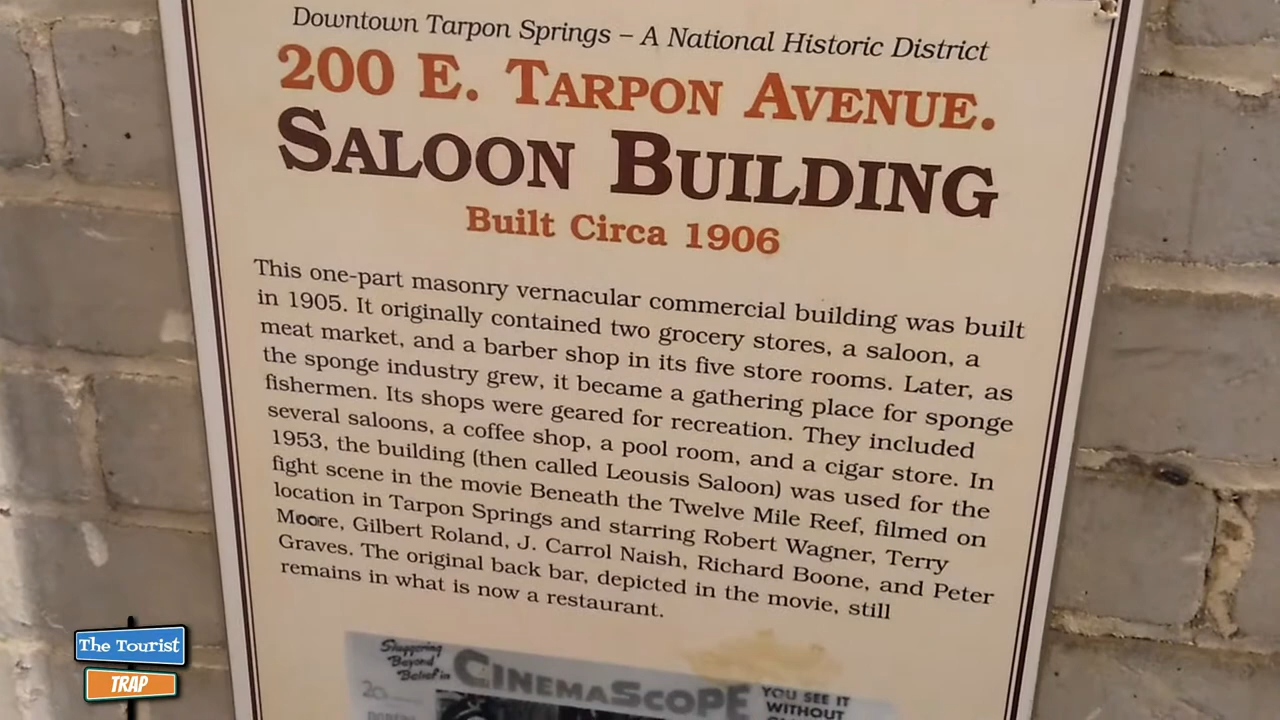 Downtown Tarpon Springs – A National Historic District
200 E. TARPON AVENUE.
SALOON BUILDING
Built Circa 1906
This one-part masonry vernacular commercial building was built
in 1905. It originally contained two grocery stores, a saloon, a
meat market, and a barber shop in its five store rooms. Later, as
the sponge industry grew, it became a gathering place for sponge
fishermen. Its shops were geared for recreation. They included
several saloons, a coffee shop, a pool room, and a cigar store. In
1953, the building (then called Leousis Saloon) was used for the
fight scene in the movie Beneath the Twelve Mile Reef, filmed on
location in Tarpon Springs and starring Robert Wagner, Terry
Moore, Gilbert Roland, J. Carrol Naish, Richard Boone, and Peter
Graves. The original back bar, depicted in the movie, still
remains in what is now a restaurant.
Staggering
Beyond
Belief in
CINEMASCOPE
YOU SEE IT
WITHOUT
20
The Tourist
TRAP